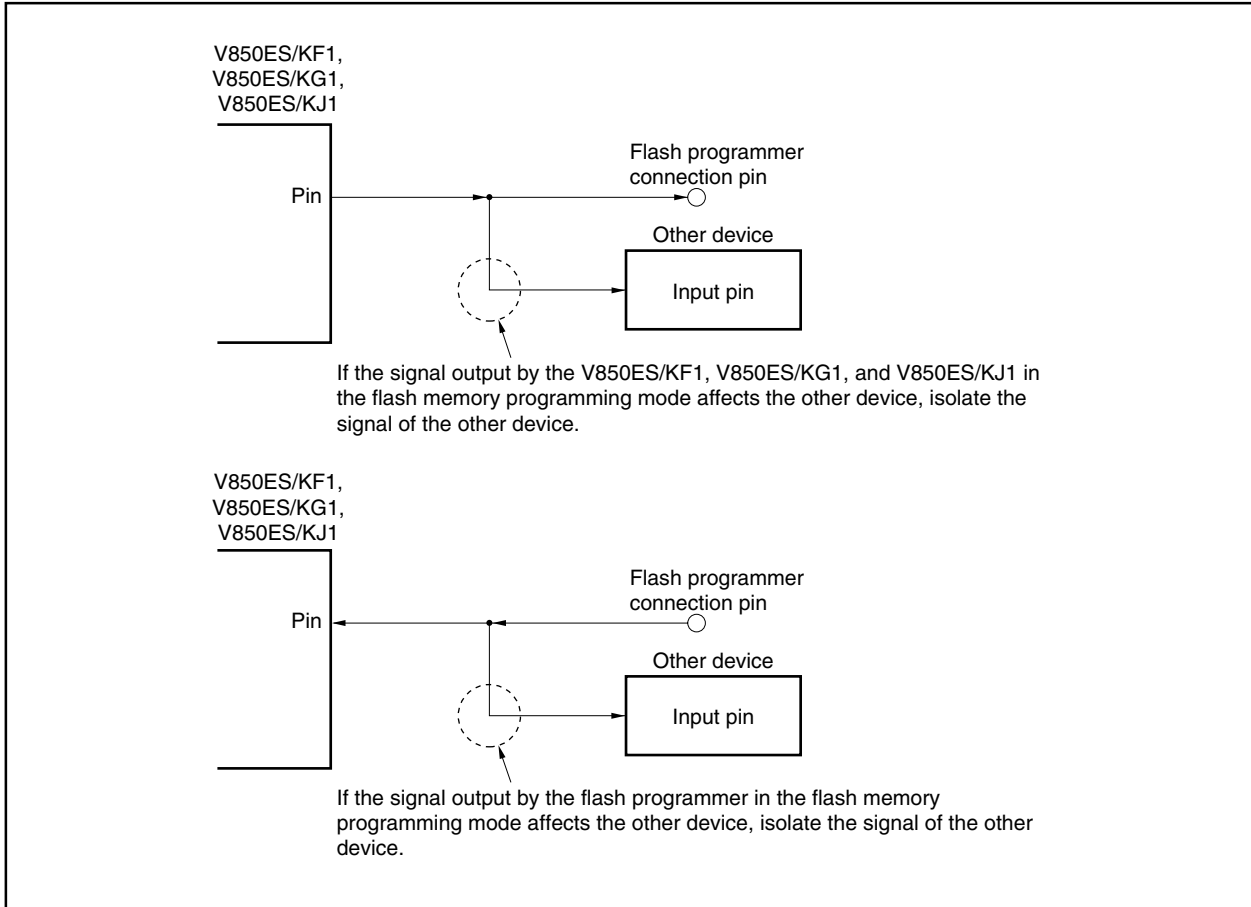 V850ES/KF1,
V850ES/KG1,
V850ES/KJ1
Flash programmer
connection pin
Pin
Other device
Input pin
If the signal output by the V850ES/KF1, V850ES/KG1, and V850ES/KJ1 in
the flash memory programming mode affects the other device, isolate the
signal of the other device.
V850ES/KF1,
V850ES/KG1,
V850ES/KJ1
Flash programmer
connection pin
Pin
Other device
Input pin
If the signal output by the flash programmer in the flash memory
programming mode affects the other device, isolate the signal of the other
device.